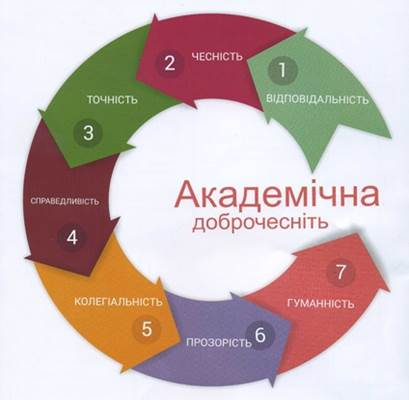 Академічна
доброчесніть
1
ВІДПОВІДАЛЬНІСТЬ
2
ЧЕСНІСТЬ
ТОЧНІСТЬ
3
СПРАВЕДЛИВІСТЬ
4
КОЛЕГІАЛЬНІСТЬ
5
ПРОЗОРІСТЬ
6
7
ГУМАННІСТЬ